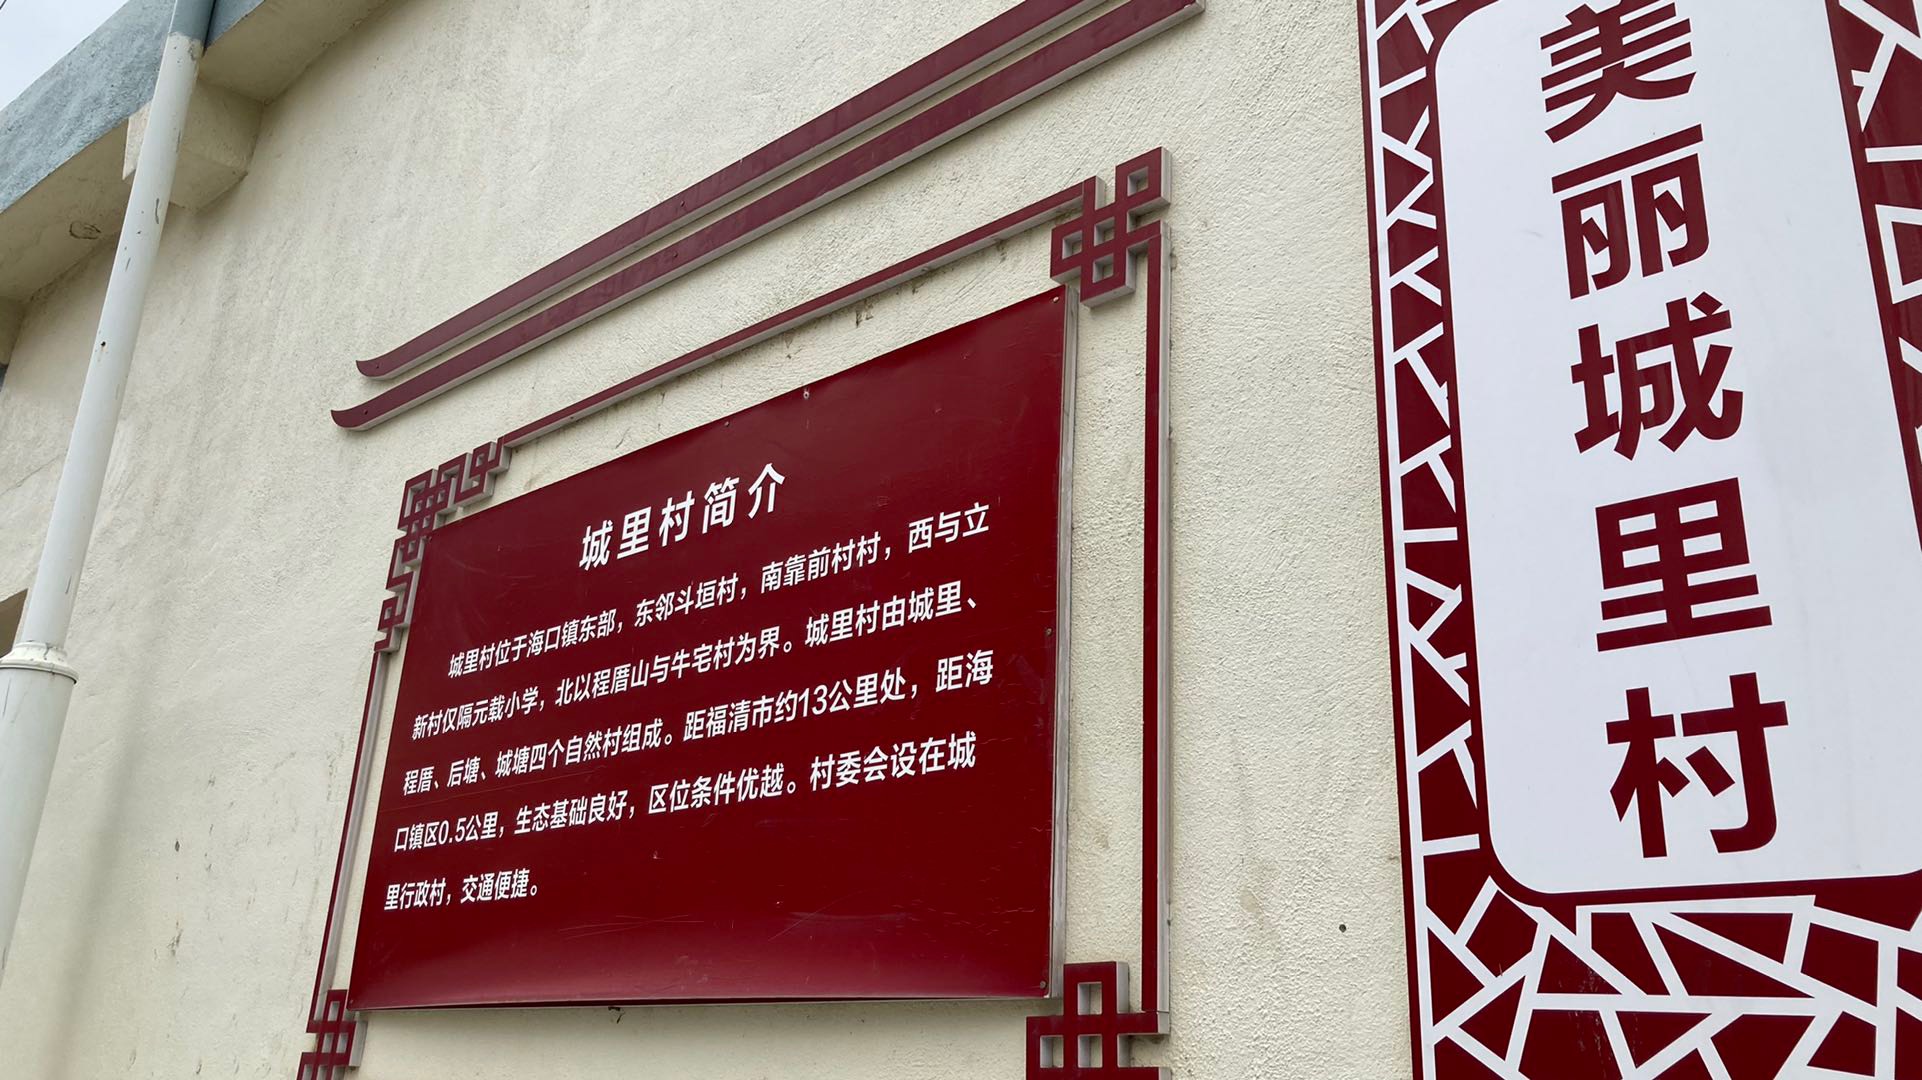 城里村简介
城里村位于海口镇东部，东邻斗垣村，南靠前村村，西与立
新村仅隔元载小学，北以程厝山与牛宅村为界。城里村由城里、
程厝、后塘、城塘四个自然村组成。距福清市约13公里处，距海
口镇区0.5公里，生态基础良好，区位条件优越。村委会设在城
里行政村，交通便捷。
美丽城里村